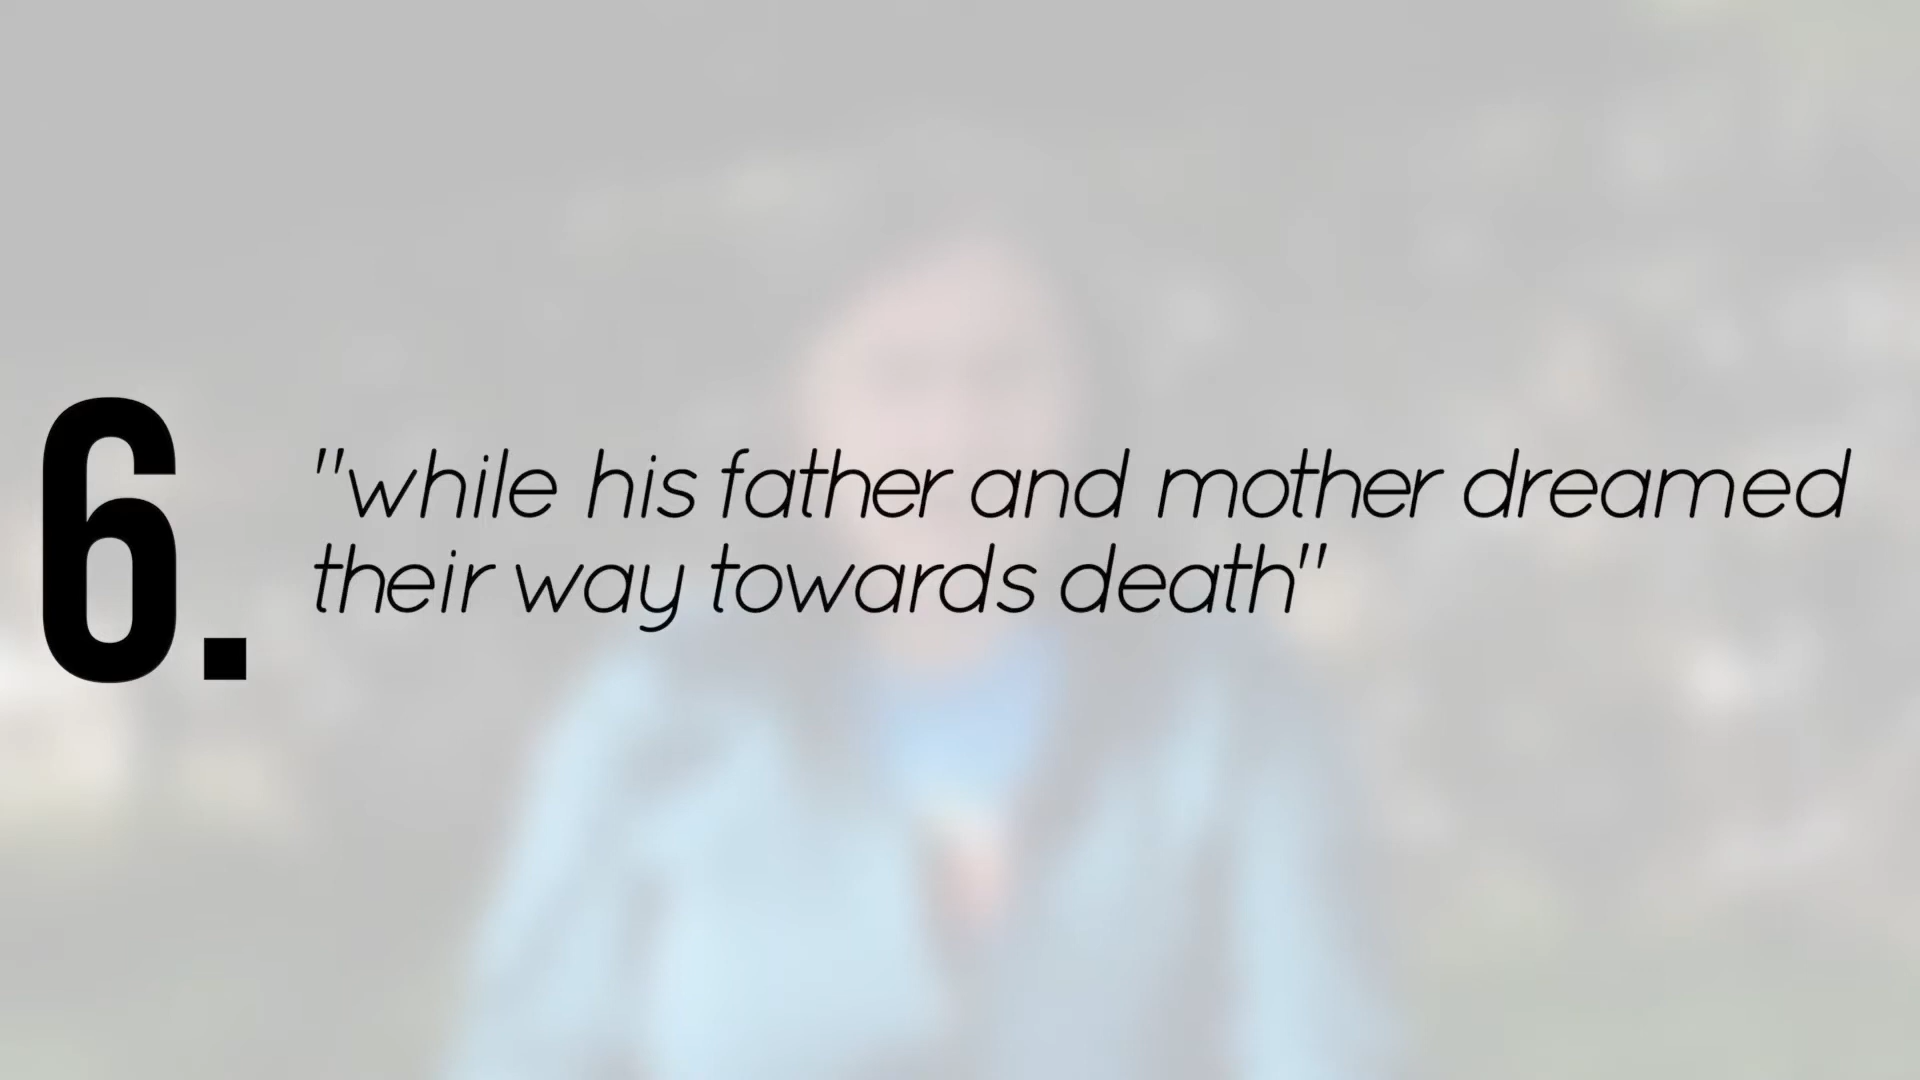 6.
"while his father and mother dreamed
their way towards death"